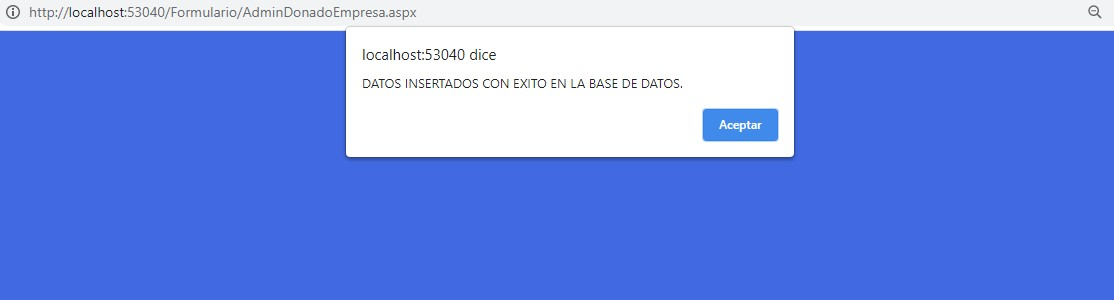 http://localhost:53040/Formulario/AdminDonadoEmpresa.aspx
localhost:53040 dice
DATOS INSERTADOS CON EXITO EN LA BASE DE DATOS.
Aceptar